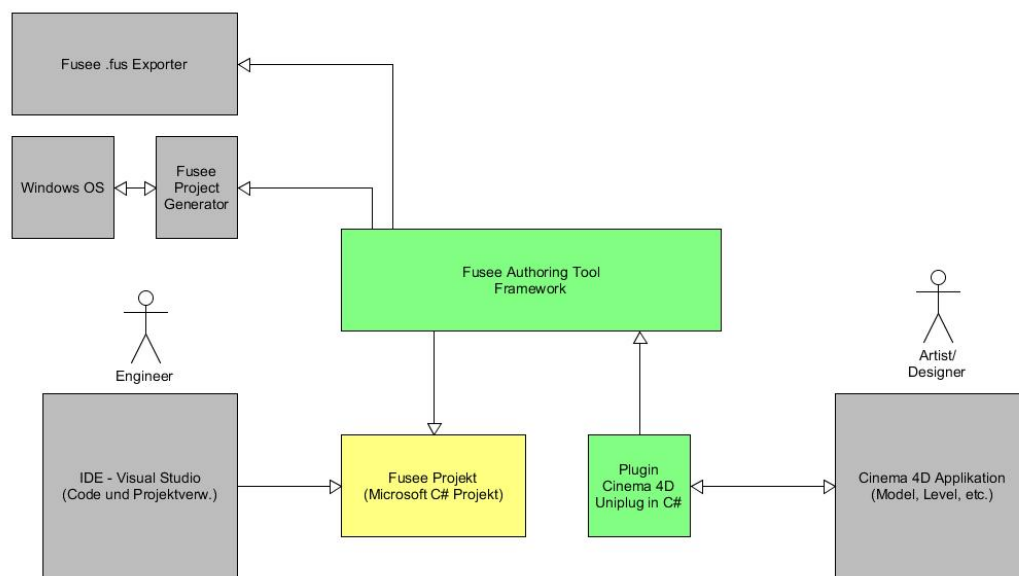 Fusee .fus Exporter
Windows OS
Fusee
Project
Generator
Fusee Authoring Tool
Framework
Engineer
Artist/
Designer
IDE - Visual Studio
(Code und Projektverw.)
Fusee Projekt
(Microsoft C# Projekt)
Plugin
Cinema 4D
Uniplug in C#
Cinema 4D Applikation
(Model, Level, etc.)